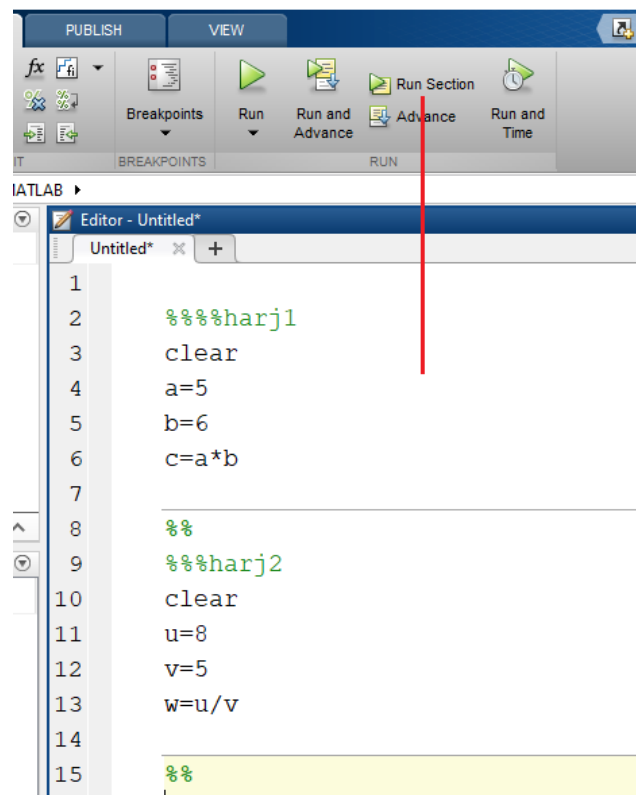 PUBLISH VIEW
fx fi
Breakpoints Run Run and Advance Run Section Advance Run and Time
BREAKPOINTS RUN
MATLAB
Editor - Untitled*
Untitled* × +
1
2 %%%%harj1
3 clear
4 a=5
5 b=6
6 c=a*b
7
8 %%
9 %%%harj2
10 clear
11 u=8
12 v=5
13 w=u/v
14
15 %%